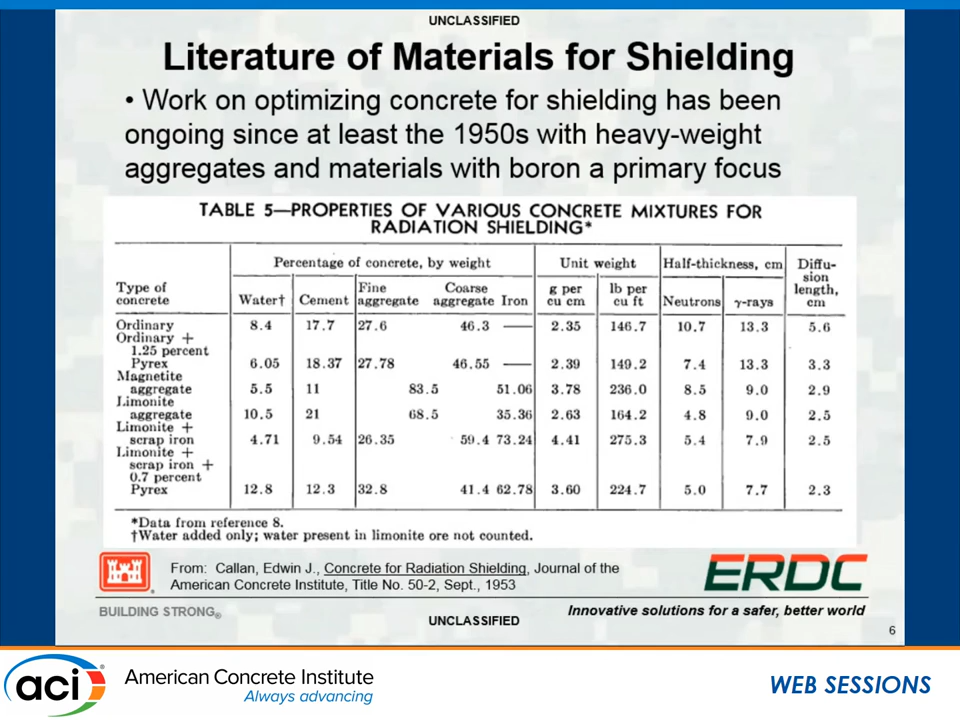 UNCLASSIFIED
Literature of Materials for Shielding
• Work on optimizing concrete for shielding has been
ongoing since at least the 1950s with heavy-weight
aggregates and materials with boron a primary focus
TABLE 5—PROPERTIES OF VARIOUS CONCRETE MIXTURES FOR
RADIATION SHIELDING*
Type of concrete | Percentage of concrete, by weight | Unit weight | Half-thickness, cm | Diffu-sion length, cm
Water† | Cement | Fine aggregate | Coarse aggregate | Iron | g per cu cm | lb per cu ft | Neutrons | γ-rays
Ordinary 8.4 17.7 27.6 46.3 — 2.35 146.7 10.7 13.3 5.6
Ordinary +
1.25 percent
Pyrex 6.05 18.37 27.78 46.55 — 2.39 149.2 7.4 13.3 3.3
Magnetite
aggregate 5.5 11 83.5 51.06 3.78 236.0 8.5 9.0 2.9
Limonite
aggregate 10.5 21 68.5 35.36 2.63 164.2 4.8 9.0 2.5
Limonite +
scrap iron 4.71 9.54 26.35 59.4 73.24 4.41 275.3 5.4 7.9 2.5
Limonite +
scrap iron +
0.7 percent
Pyrex 12.8 12.3 32.8 41.4 62.78 3.60 224.7 5.0 7.7 2.3
*Data from reference 8.
†Water added only; water present in limonite ore not counted.
From: Callan, Edwin J., Concrete for Radiation Shielding, Journal of the
American Concrete Institute, Title No. 50-2, Sept., 1953
ERDC
BUILDING STRONG®
Innovative solutions for a safer, better world
UNCLASSIFIED
6
aci®
American Concrete Institute
Always advancing
WEB SESSIONS